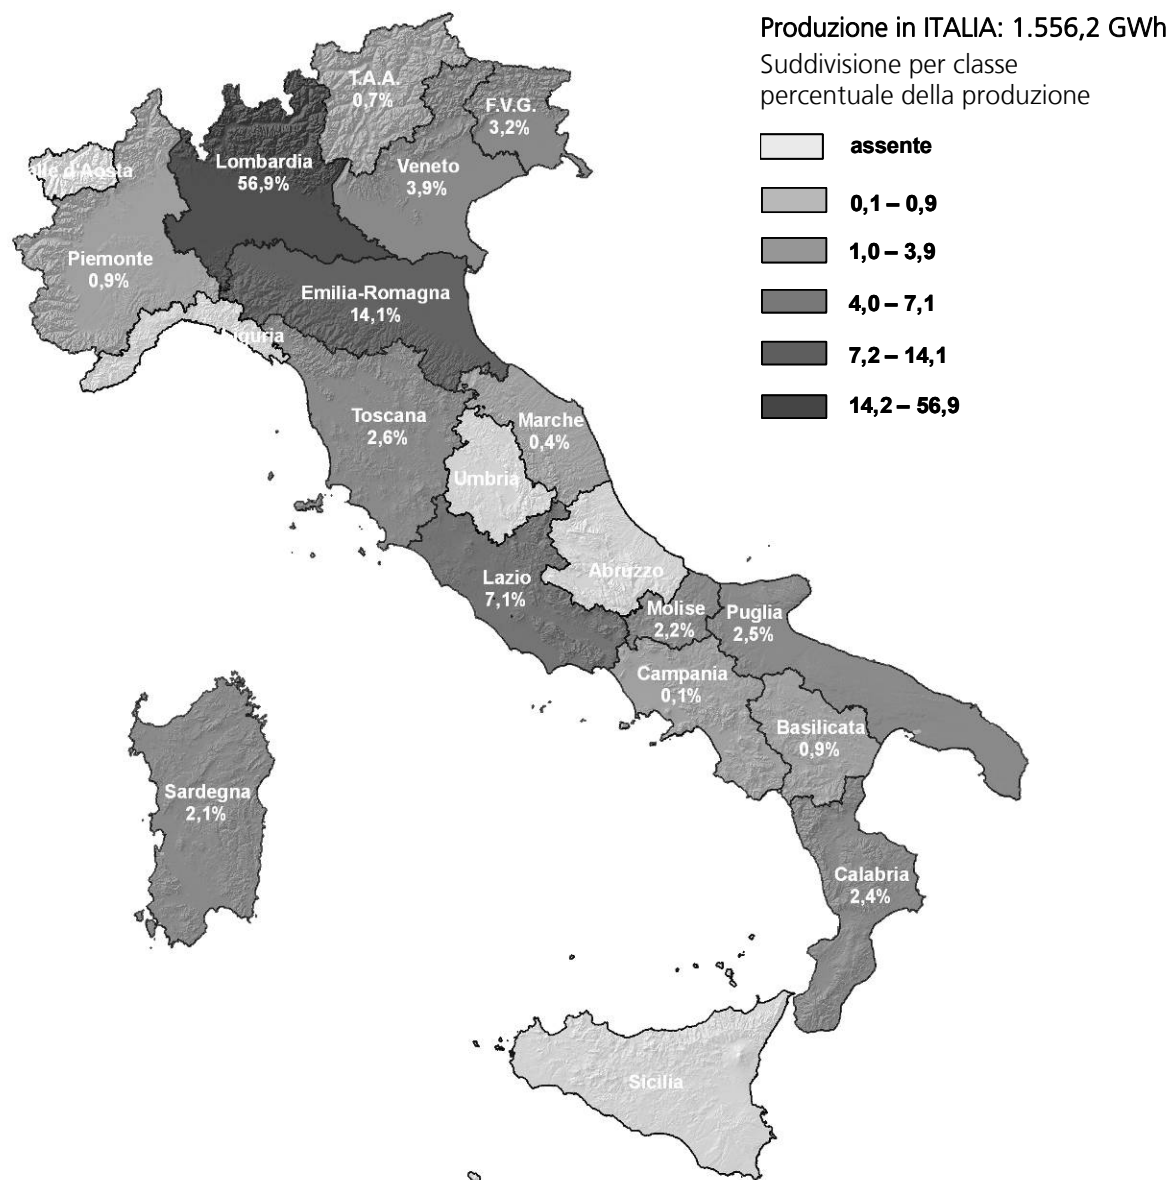 Produzione in ITALIA: 1.556,2 GWh
Suddivisione per classe
percentuale della produzione
assente
0,1 – 0,9
1,0 – 3,9
4,0 – 7,1
7,2 – 14,1
14,2 – 56,9
T.A.A.
0,7%
F.V.G.
3,2%
Lombardia
56,9%
Veneto
3,9%
lle d'Aosta
Piemonte
0,9%
Emilia-Romagna
14,1%
iguria
Toscana
2,6%
Marche
0,4%
Umbria
Lazio
7,1%
Abruzzo
Molise
2,2%
Puglia
2,5%
Campania
0,1%
Basilicata
0,9%
Sardegna
2,1%
Calabria
2,4%
Sicilia